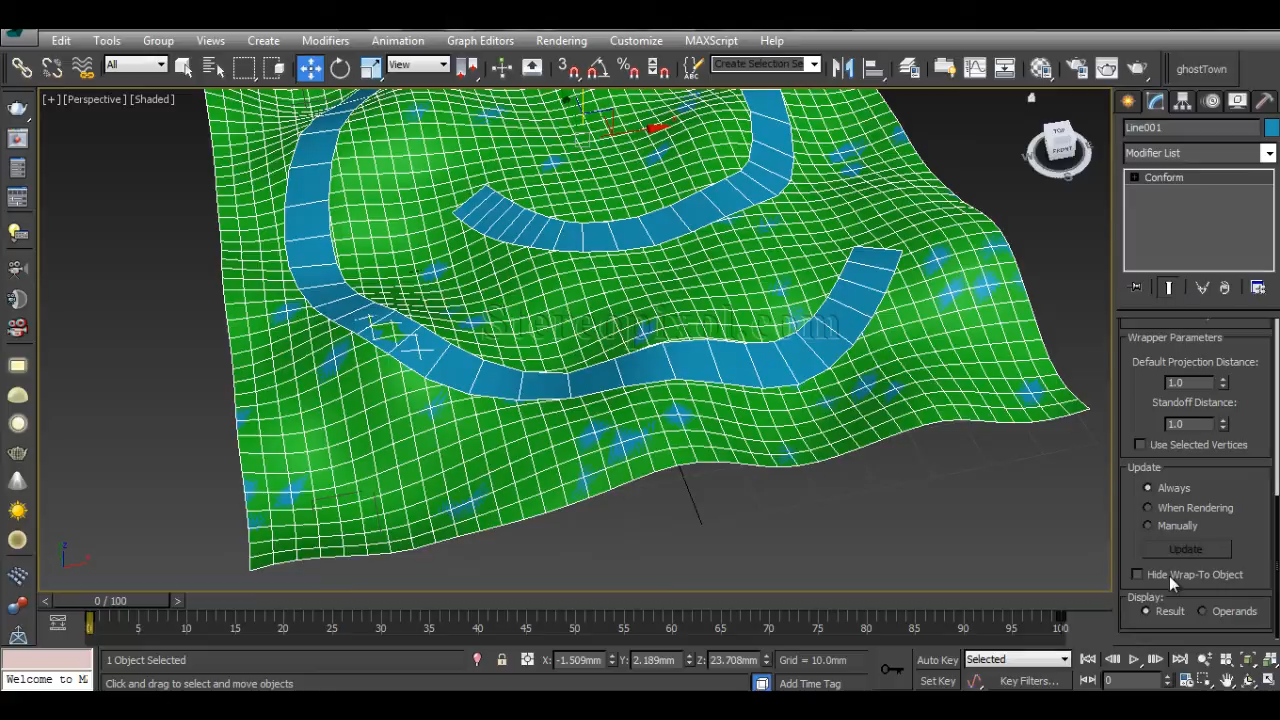 Edit Tools Group Views Create Modifiers Animation Graph Editors Rendering Customize MAXScript Help
All View Create Selection Se ghostTown
[+] [Perspective] [Shaded]
TOP
FRONT
Line001
Modifier List
Conform
Stereopixol.com
Wrapper Parameters
Default Projection Distance:
1.0
Standoff Distance:
1.0
Use Selected Vertices
Update
Always
When Rendering
Manually
Update
Hide Wrap-To Object
Display:
Result Operands
0 / 100
5 10 15 20 25 30 35 40 45 50 55 60 65 70 75 80 85 90 95 100
1 Object Selected X: -1.509mm Y: 2.189mm Z: 23.708mm Grid = 10.0mm Auto Key Selected
Welcome to M Click and drag to select and move objects Add Time Tag Set Key Key Filters... 0